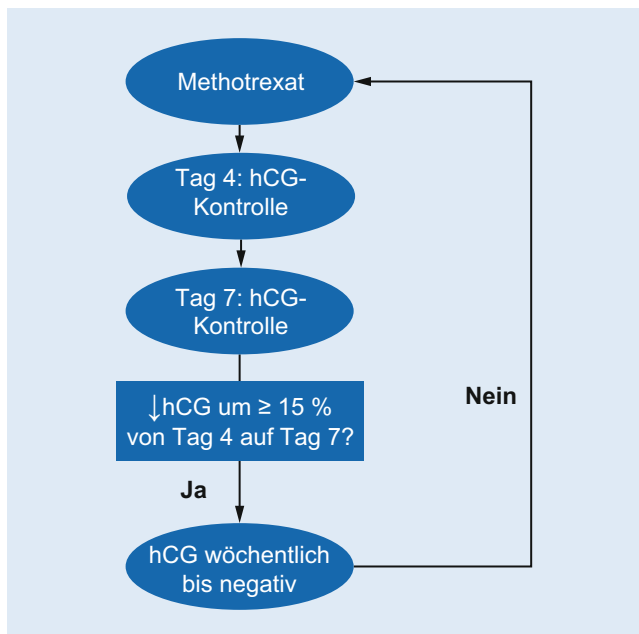 Methotrexat
Tag 4: hCG-
Kontrolle
Tag 7: hCG-
Kontrolle
↓hCG um ≥ 15 %
von Tag 4 auf Tag 7?
Nein
Ja
hCG wöchentlich
bis negativ